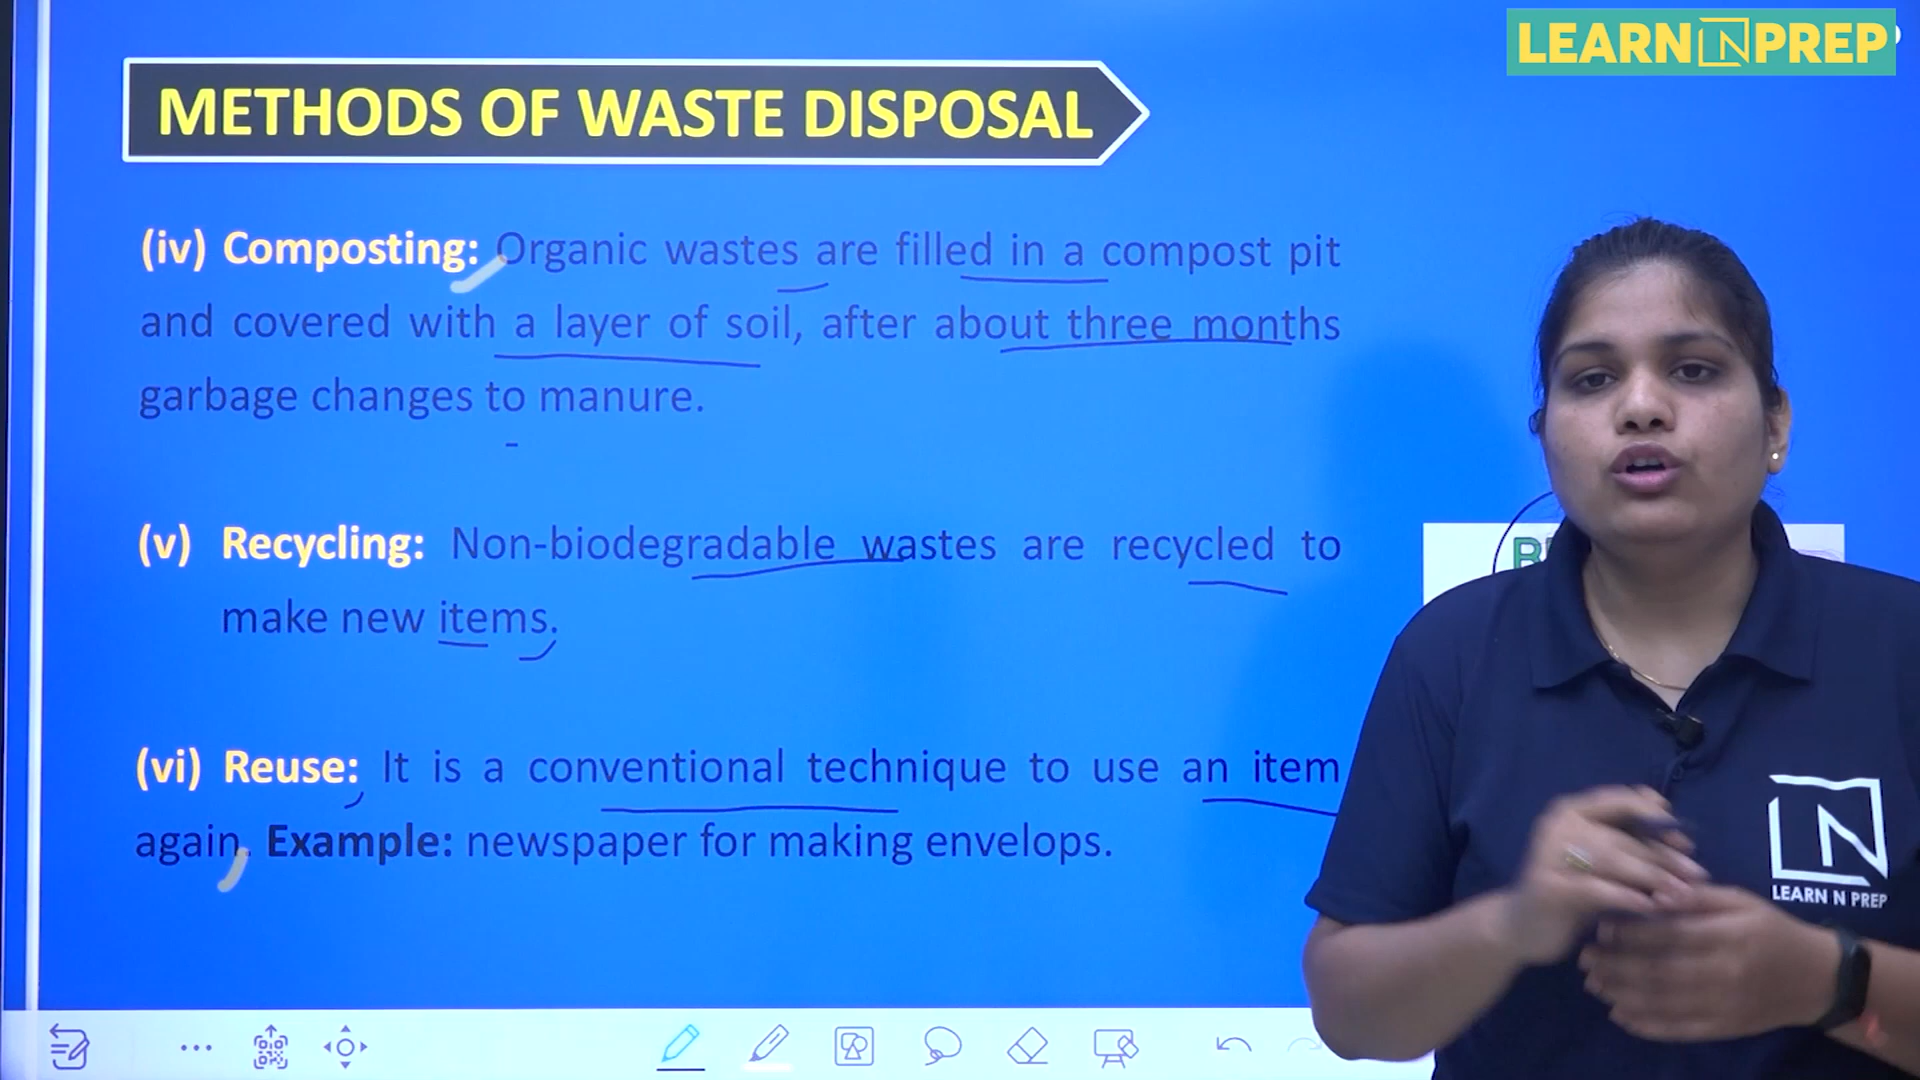 LEARN N PREP
METHODS OF WASTE DISPOSAL
(iv) Composting: Organic wastes are filled in a compost pit
and covered with a layer of soil, after about three months
garbage changes to manure.
(v) Recycling: Non-biodegradable wastes are recycled to
make new items.
(vi) Reuse: It is a conventional technique to use an item
again. Example: newspaper for making envelops.
LN
LEARN N PREP